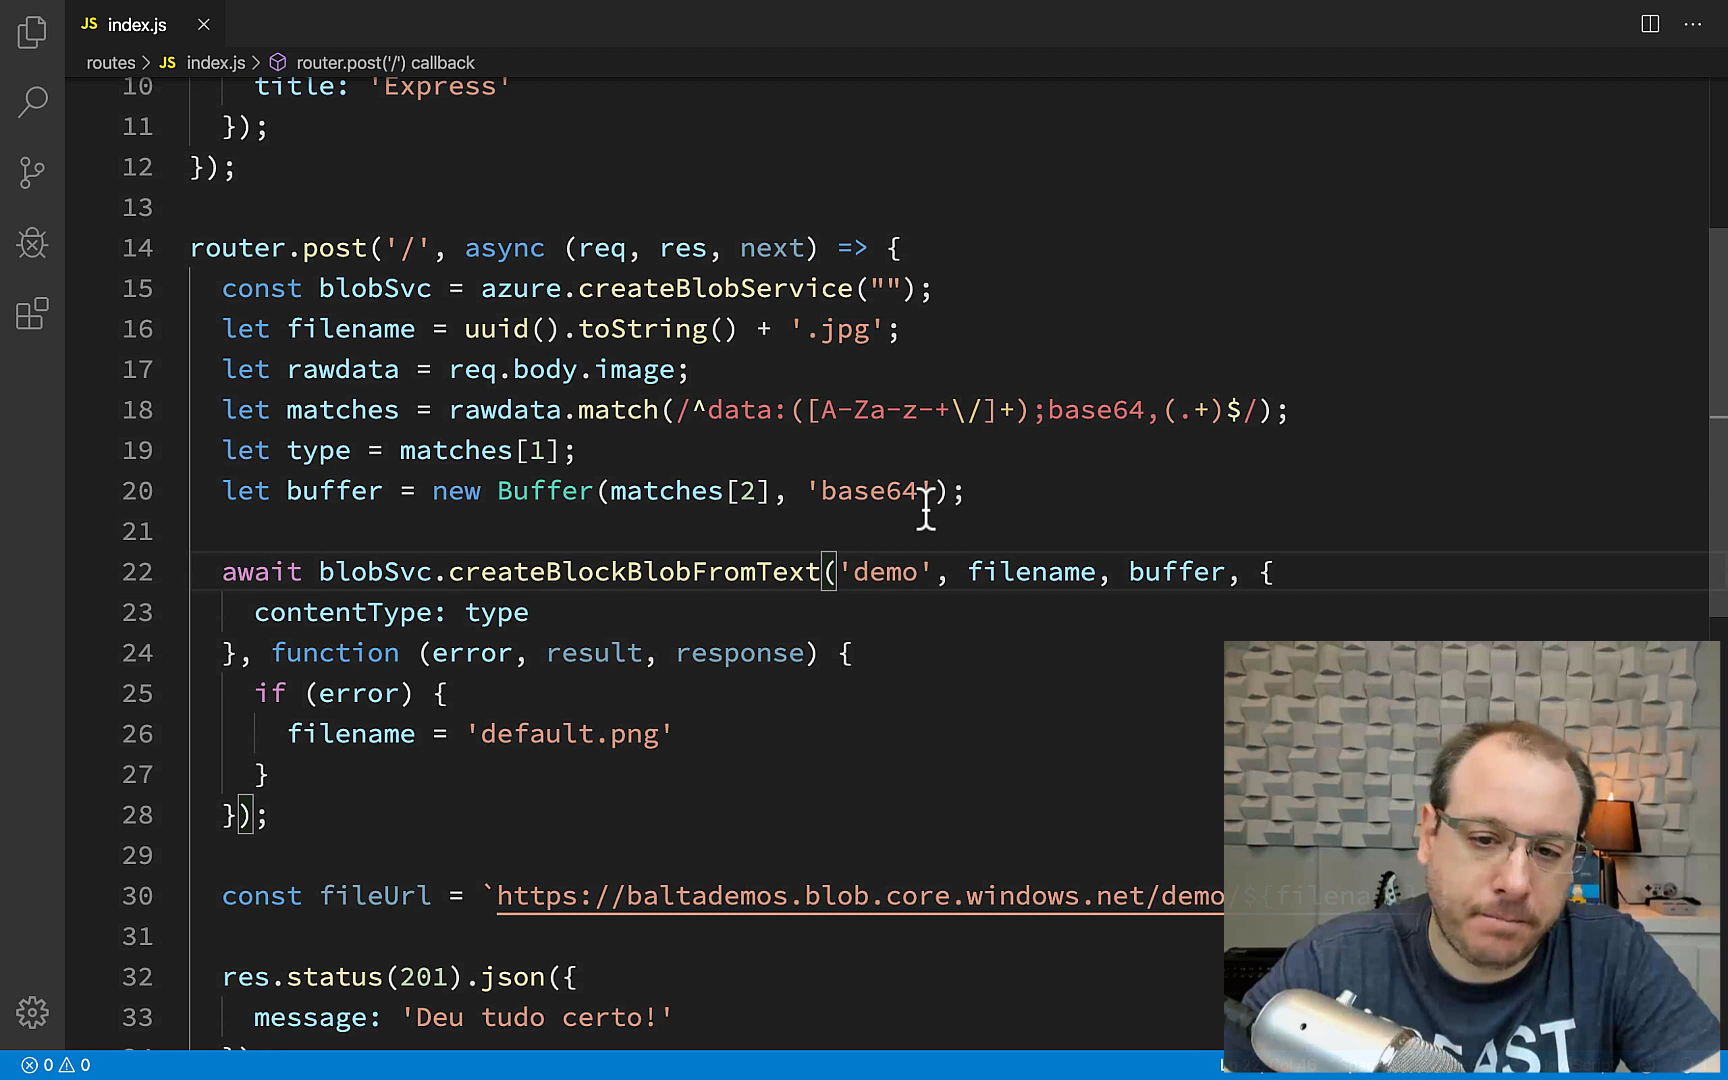 JS index.js
routes > JS index.js > router.post('/') callback
10 title: 'Express'
11 });
12 });
13
14 router.post('/', async (req, res, next) => {
15 const blobSvc = azure.createBlobService("");
16 let filename = uuid().toString() + '.jpg';
17 let rawdata = req.body.image;
18 let matches = rawdata.match(/^data:([A-Za-z-+\/]+);base64,(.+)$/);
19 let type = matches[1];
20 let buffer = new Buffer(matches[2], 'base64');
21
22 await blobSvc.createBlockBlobFromText('demo', filename, buffer, {
23 contentType: type
24 }, function (error, result, response) {
25 if (error) {
26 filename = 'default.png'
27 }
28 });
29
30 const fileUrl = `https://baltademos.blob.core.windows.net/demo/${filena
31
32 res.status(201).json({
33 message: 'Deu tudo certo!'
0 0